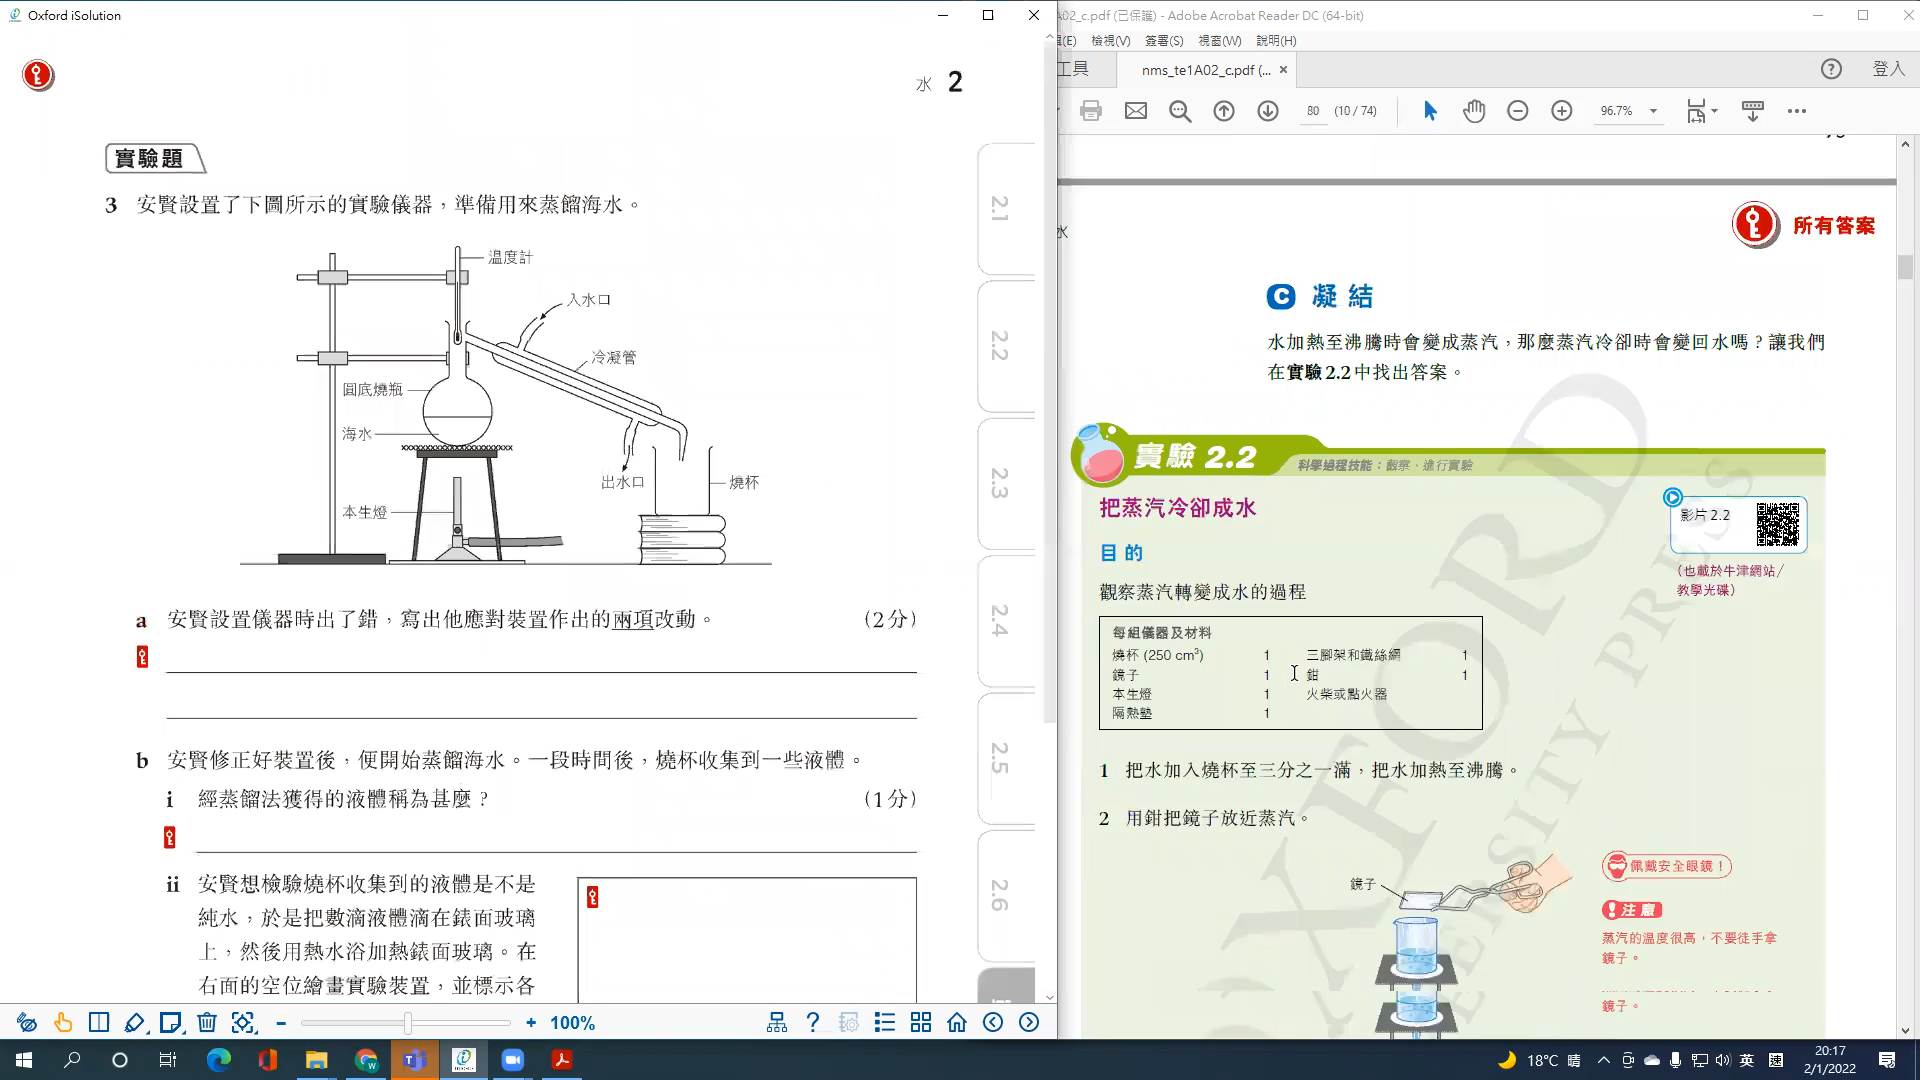 Oxford iSolution
水 2
實驗題
3 安賢設置了下圖所示的實驗儀器，準備用來蒸餾海水。
温度計
入水口
冷凝管
圓底燒瓶
海水
出水口
燒杯
本生燈
a 安賢設置儀器時出了錯，寫出他應對裝置作出的兩項改動。 (2分)
b 安賢修正好裝置後，便開始蒸餾海水。一段時間後，燒杯收集到一些液體。
i 經蒸餾法獲得的液體稱為甚麼？ (1分)
ii 安賢想檢驗燒杯收集到的液體是不是
純水，於是把數滴液體滴在錶面玻璃
上，然後用熱水浴加熱錶面玻璃。在
右面的空位繪畫實驗裝置，並標示各
2.1
2.2
2.3
2.4
2.5
2.6
100%
A02_c.pdf (已保護) - Adobe Acrobat Reader DC (64-bit)
(E) 檢視(V) 簽署(S) 視窗(W) 說明(H)
工具 nms_te1A02_c.pdf (... × 登入
80 (10 / 74) 96.7%
水
所有答案
C 凝結
水加熱至沸騰時會變成蒸汽，那麼蒸汽冷卻時會變回水嗎？讓我們
在實驗2.2中找出答案。
實驗 2.2 科學過程技能：觀察、進行實驗
把蒸汽冷卻成水
影片 2.2
(也載於牛津網站/
教學光碟)
目的
觀察蒸汽轉變成水的過程
每組儀器及材料
燒杯 (250 cm³) 1 三腳架和鐵絲網 1
鏡子 1 鉗 1
本生燈 1 火柴或點火器
隔熱墊 1
1 把水加入燒杯至三分之一滿，把水加熱至沸騰。
2 用鉗把鏡子放近蒸汽。
鏡子
佩戴安全眼鏡！
注意
蒸汽的温度很高，不要徒手拿
鏡子。
鏡子。
OXFORD
UNIVERSITY PRESS
18°C 晴
英
20:17
2/1/2022